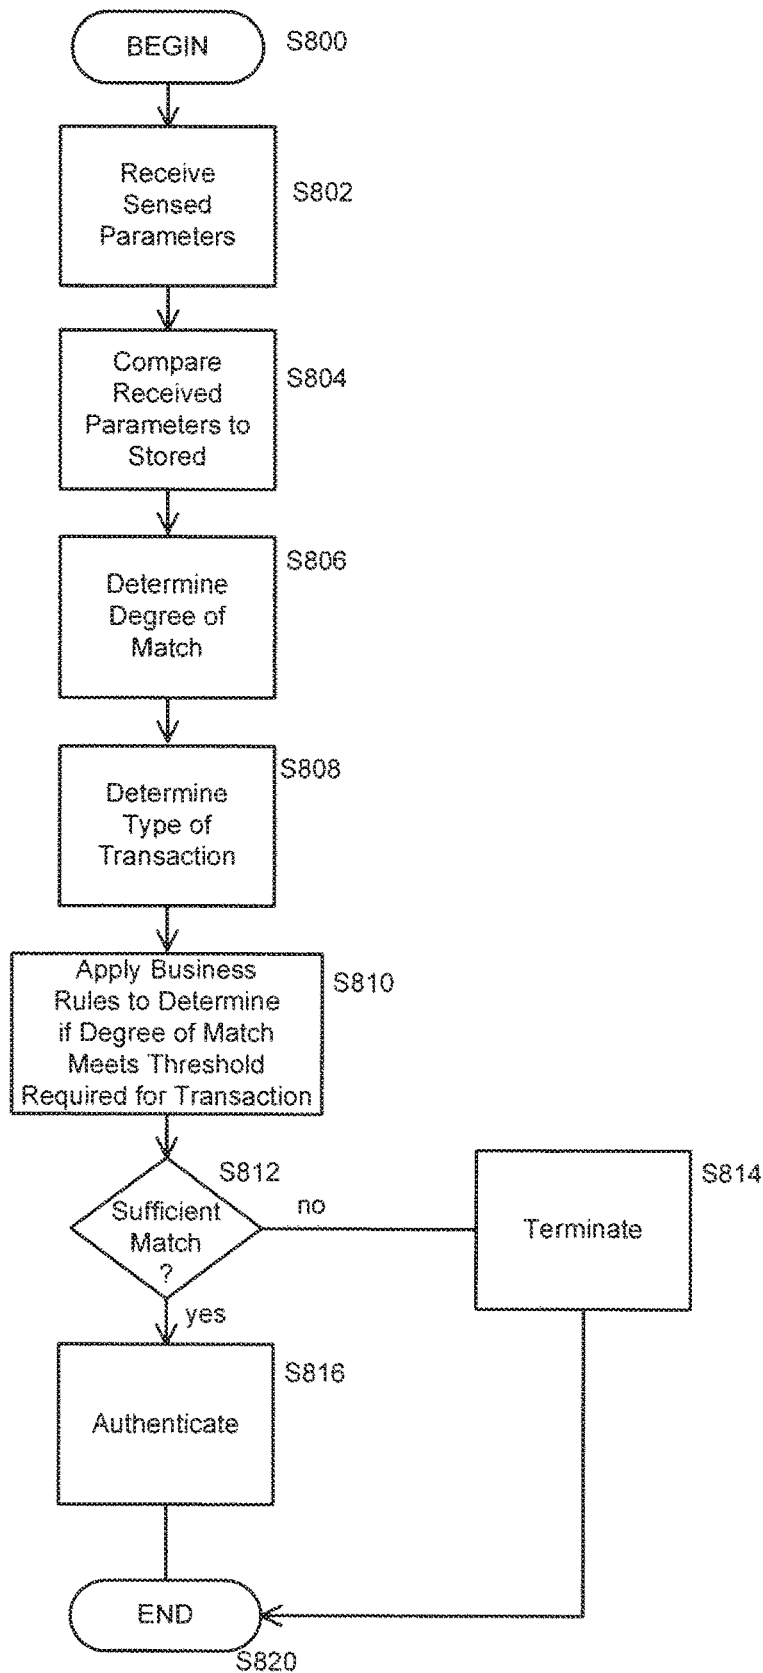 BEGIN
S800
Receive
Sensed
Parameters
S802
Compare
Received
Parameters to
Stored
S804
Determine
Degree of
Match
S806
Determine
Type of
Transaction
S808
Apply Business
Rules to Determine
if Degree of Match
Meets Threshold
Required for Transaction
S810
Sufficient
Match
?
S812
no
Terminate
S814
yes
Authenticate
S816
END
S820